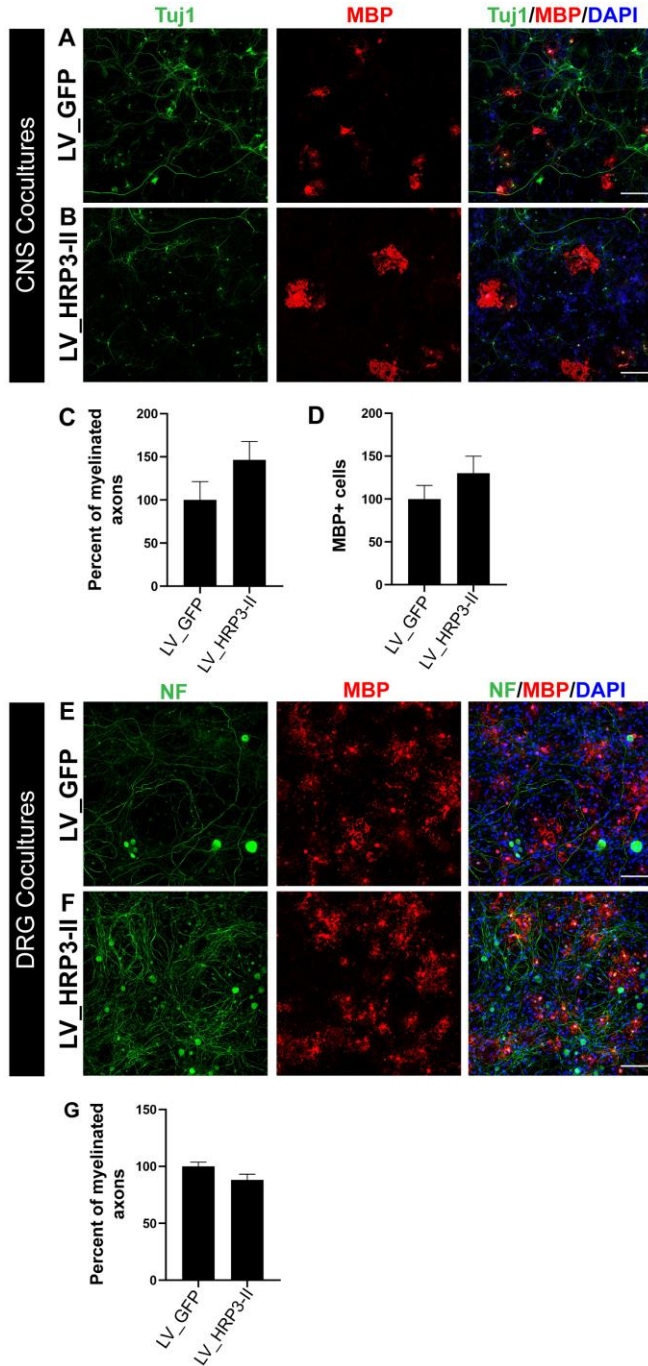 Tuj1 MBP Tuj1/MBP/DAPI
CNS Cocultures
A
LV_GFP
B
LV_HRP3-II
C
Percent of myelinated
axons
200
150
100
50
0
LV_GFP
LV_HRP3-II
D
MBP+ cells
200
150
100
50
0
LV_GFP
LV_HRP3-II
NF MBP NF/MBP/DAPI
DRG Cocultures
E
LV_GFP
F
LV_HRP3-II
G
Percent of myelinated
axons
150
100
50
0
LV_GFP
LV_HRP3-II